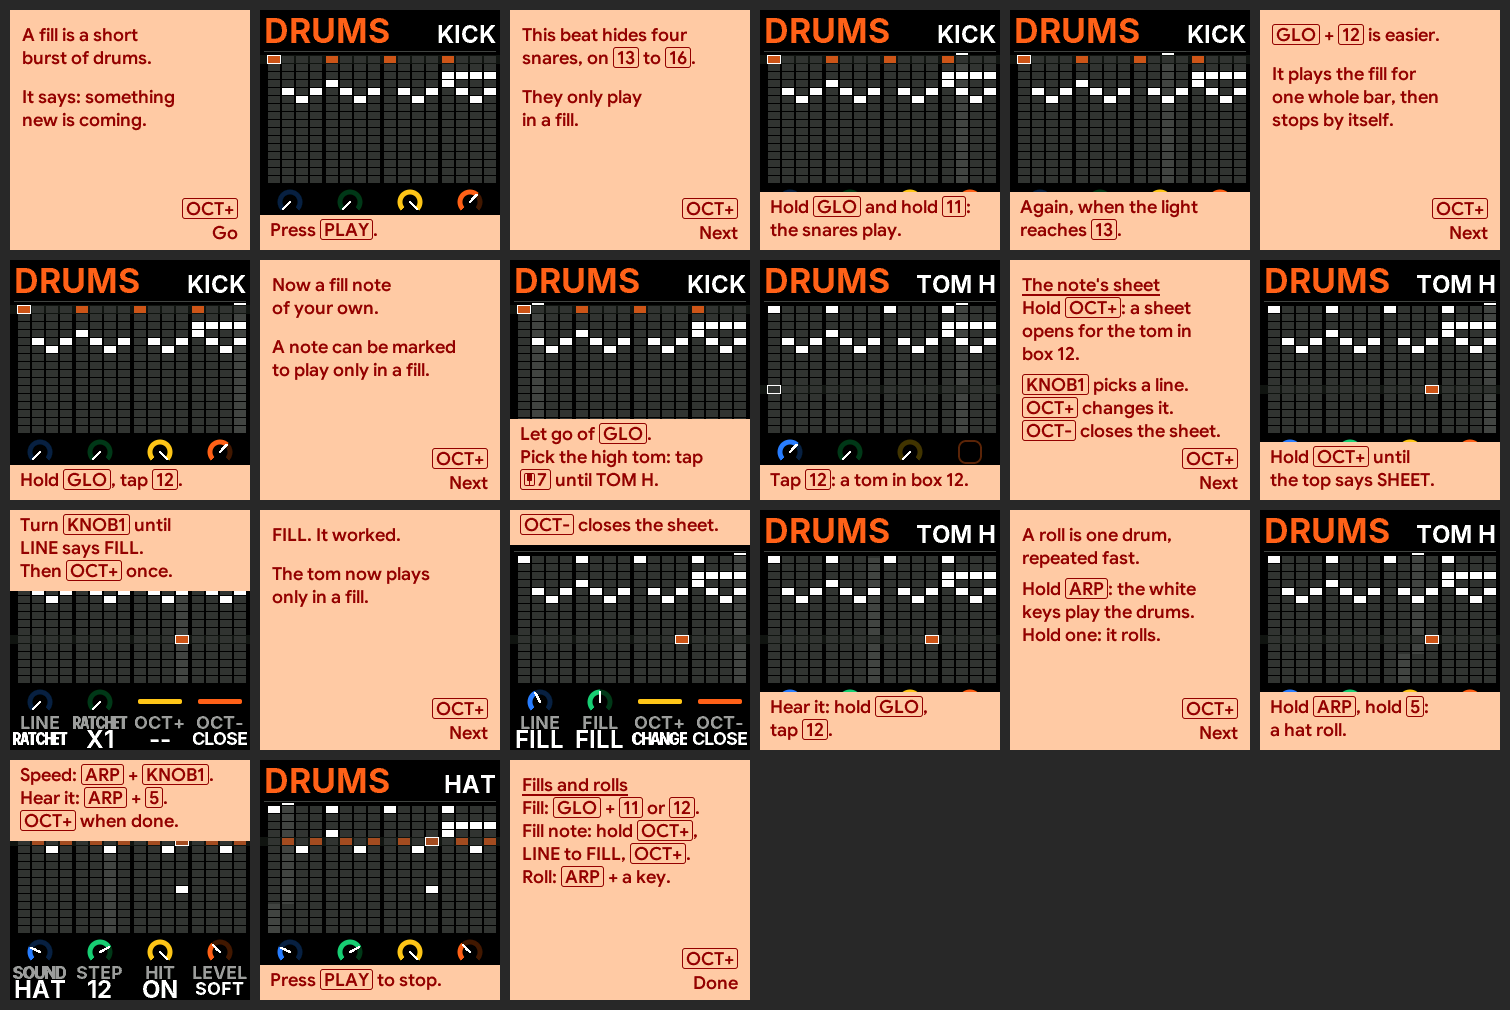 A fill is a short
burst of drums.
It says: something
new is coming.
OCT+
Go
DRUMS KICK
Press PLAY.
This beat hides four
snares, on 13 to 16.
They only play
in a fill.
OCT+
Next
DRUMS KICK
Hold GLO and hold 11:
the snares play.
DRUMS KICK
Again, when the light
reaches 13.
GLO + 12 is easier.
It plays the fill for
one whole bar, then
stops by itself.
OCT+
Next
DRUMS KICK
Hold GLO, tap 12.
Now a fill note
of your own.
A note can be marked
to play only in a fill.
OCT+
Next
DRUMS KICK
Let go of GLO.
Pick the high tom: tap
7 until TOM H.
DRUMS TOM H
Tap 12: a tom in box 12.
The note's sheet
Hold OCT+: a sheet
opens for the tom in
box 12.
KNOB1 picks a line.
OCT+ changes it.
OCT- closes the sheet.
OCT+
Next
DRUMS TOM H
Hold OCT+ until
the top says SHEET.
Turn KNOB1 until
LINE says FILL.
Then OCT+ once.
LINE RATCHET OCT+ OCT-
RATCHET X1 -- CLOSE
FILL. It worked.
The tom now plays
only in a fill.
OCT+
Next
OCT- closes the sheet.
LINE FILL OCT+ OCT-
FILL FILL CHANGE CLOSE
DRUMS TOM H
Hear it: hold GLO,
tap 12.
A roll is one drum,
repeated fast.
Hold ARP: the white
keys play the drums.
Hold one: it rolls.
OCT+
Next
DRUMS TOM H
Hold ARP, hold 5:
a hat roll.
Speed: ARP + KNOB1.
Hear it: ARP + 5.
OCT+ when done.
SOUND STEP HIT LEVEL
HAT 12 ON SOFT
DRUMS HAT
Press PLAY to stop.
Fills and rolls
Fill: GLO + 11 or 12.
Fill note: hold OCT+,
LINE to FILL, OCT+.
Roll: ARP + a key.
OCT+
Done